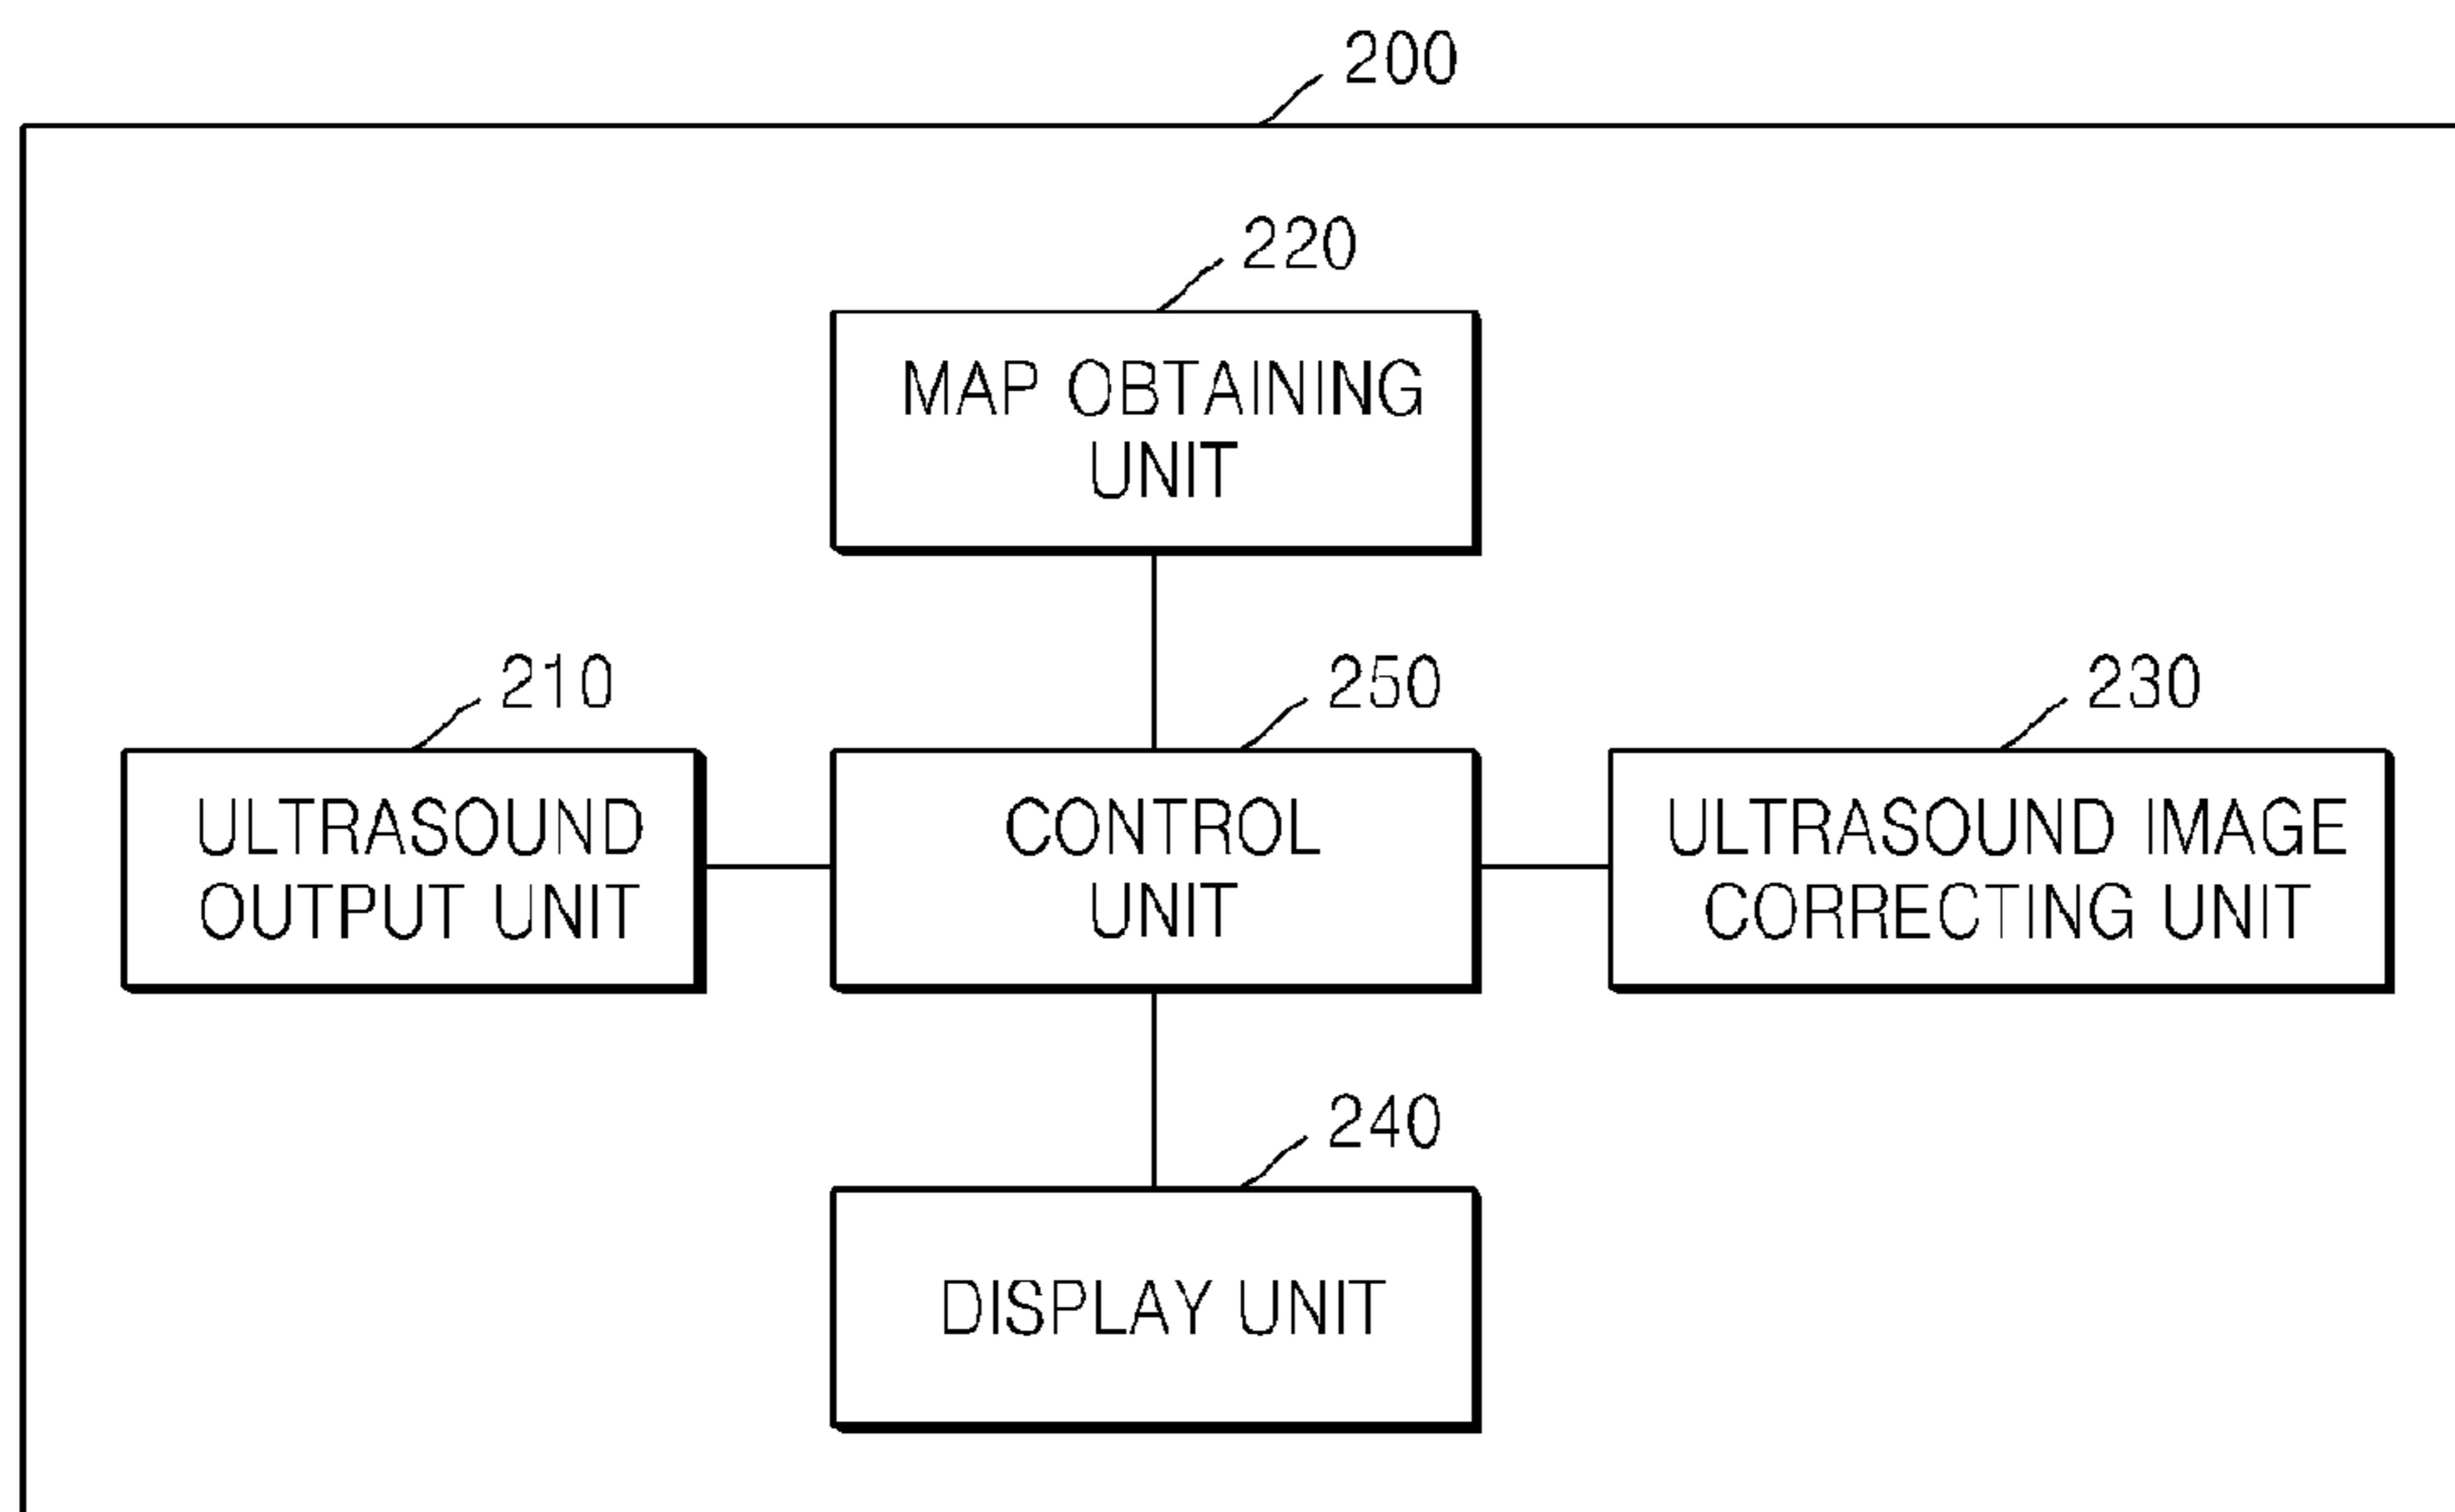 200
220
MAP OBTAINING
UNIT
210
250
230
ULTRASOUND
OUTPUT UNIT
CONTROL
UNIT
ULTRASOUND IMAGE
CORRECTING UNIT
240
DISPLAY UNIT